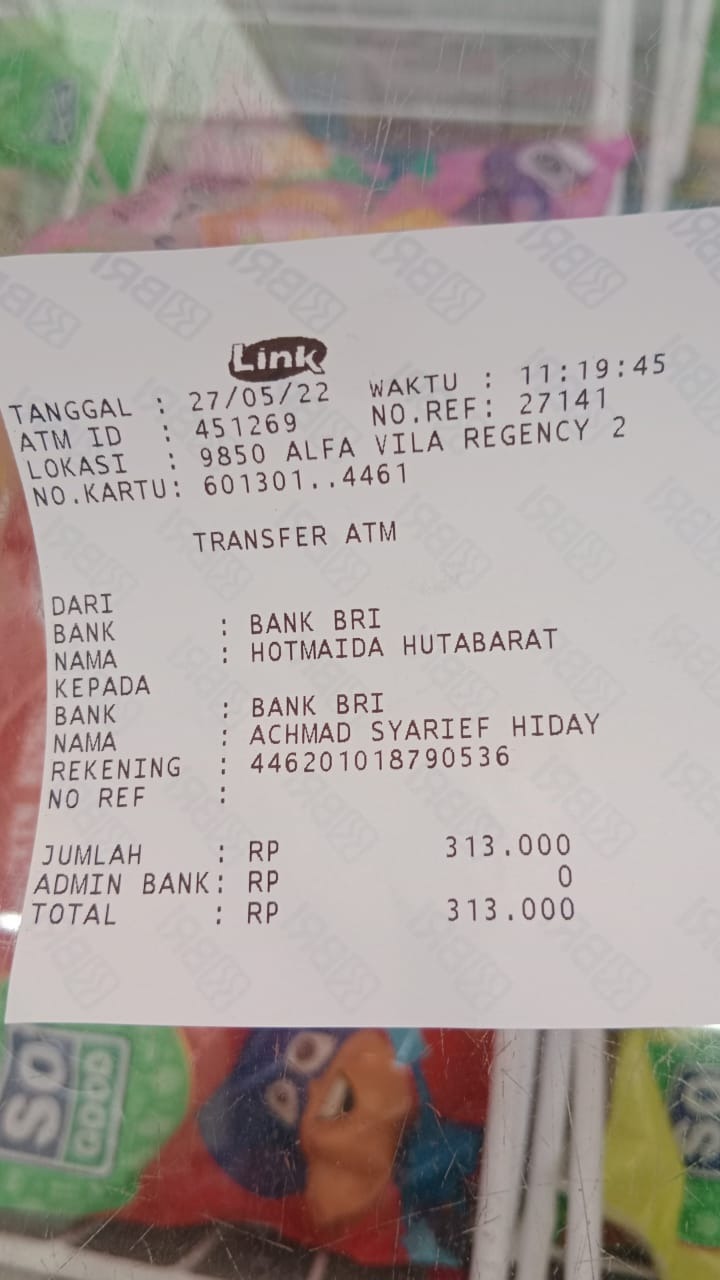 Link
TANGGAL : 27/05/22 WAKTU : 11:19:45
ATM ID : 451269 NO.REF: 27141
LOKASI : 9850 ALFA VILA REGENCY 2
NO.KARTU: 601301..4461
TRANSFER ATM
DARI
BANK : BANK BRI
NAMA : HOTMAIDA HUTABARAT
KEPADA
BANK : BANK BRI
NAMA : ACHMAD SYARIEF HIDAY
REKENING : 446201018790536
NO REF :
JUMLAH : RP 313.000
ADMIN BANK: RP 0
TOTAL : RP 313.000
SO
GOOD